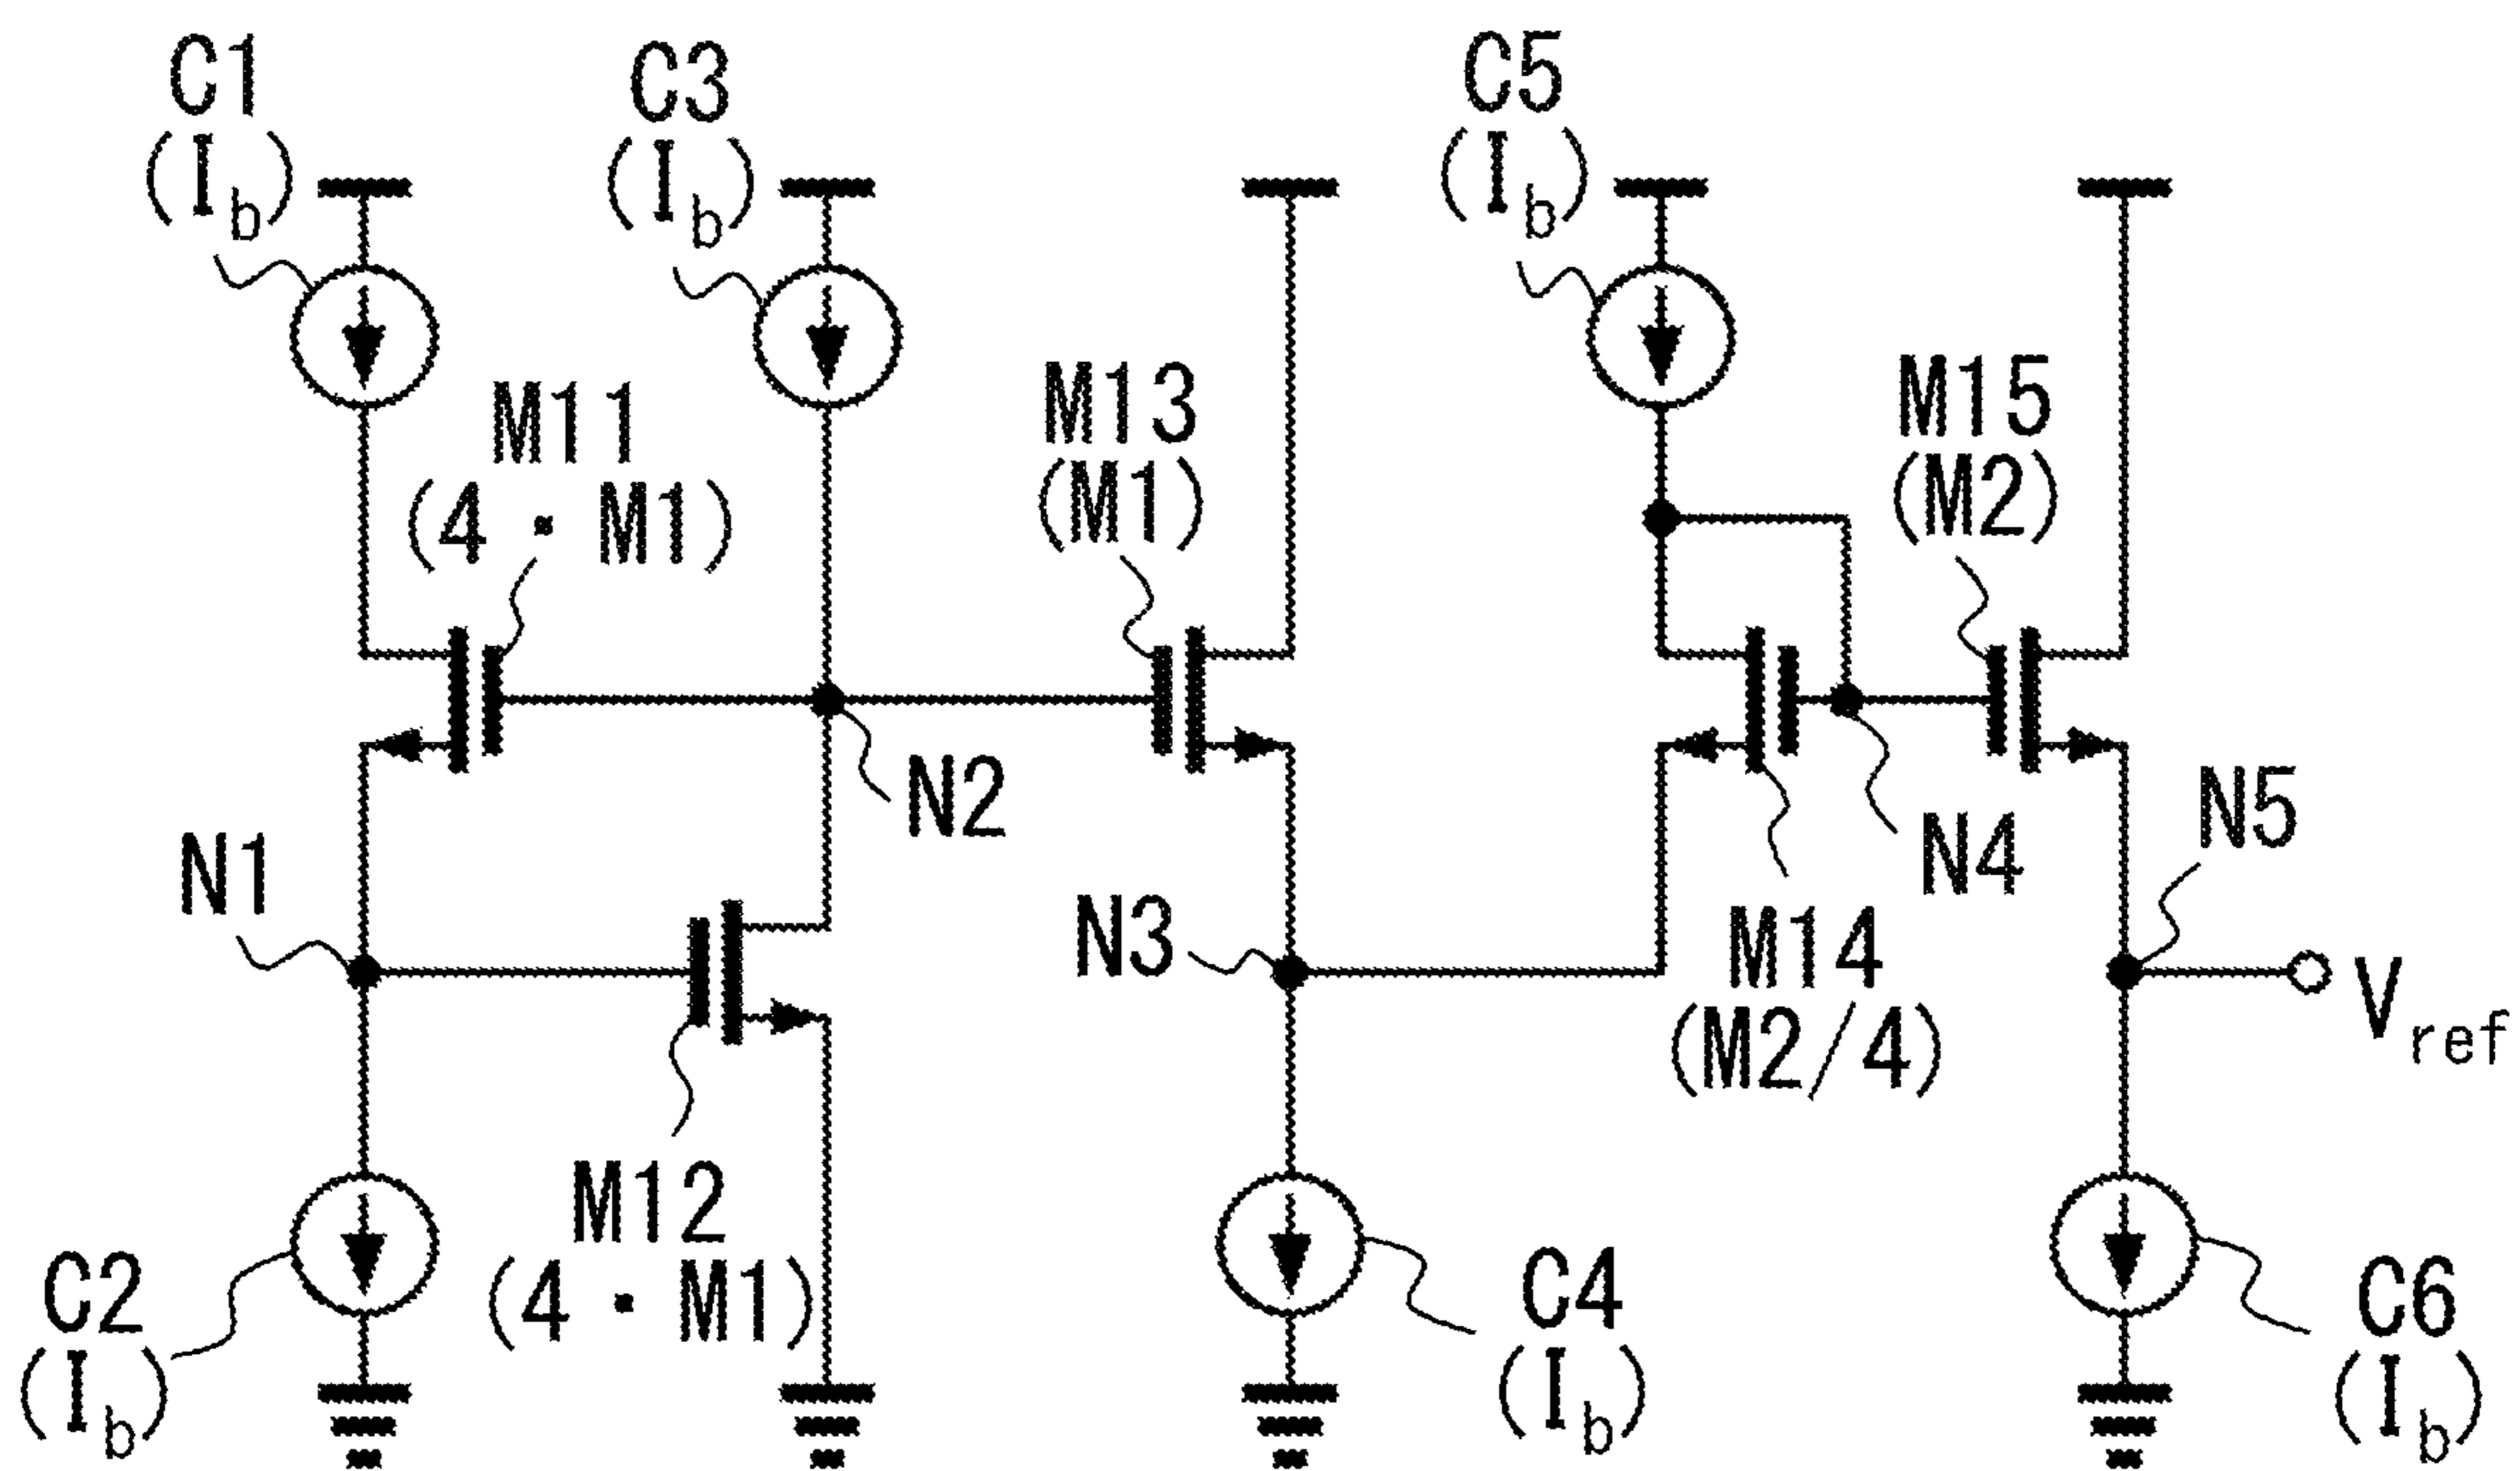 C1
(I_b)
C3
(I_b)
C5
(I_b)
M11
(4・M1)
M13
(M1)
M15
(M2)
N1
N2
N3
N4
N5
M14
(M2/4)
V_ref
M12
(4・M1)
C2
(I_b)
C4
(I_b)
C6
(I_b)